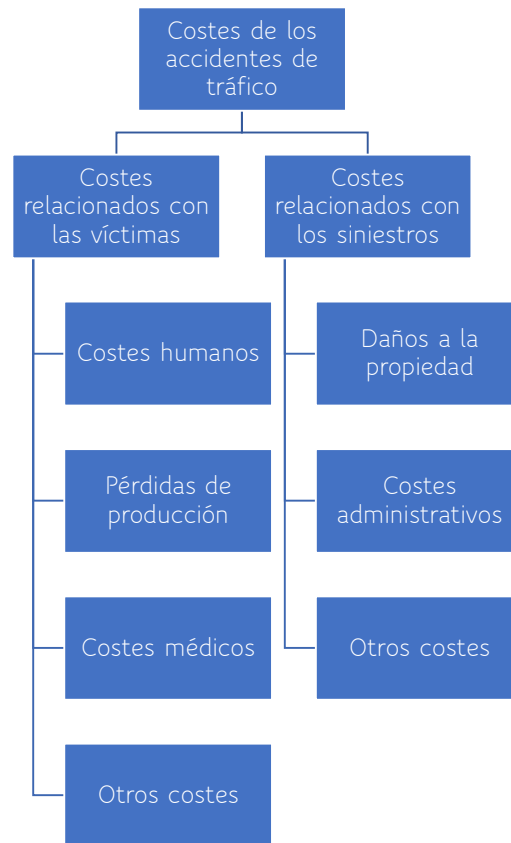 Costes de los
accidentes de
tráfico
Costes
relacionados con
las víctimas
Costes humanos
Pérdidas de
producción
Costes médicos
Otros costes
Costes
relacionados con
los siniestros
Daños a la
propiedad
Costes
administrativos
Otros costes